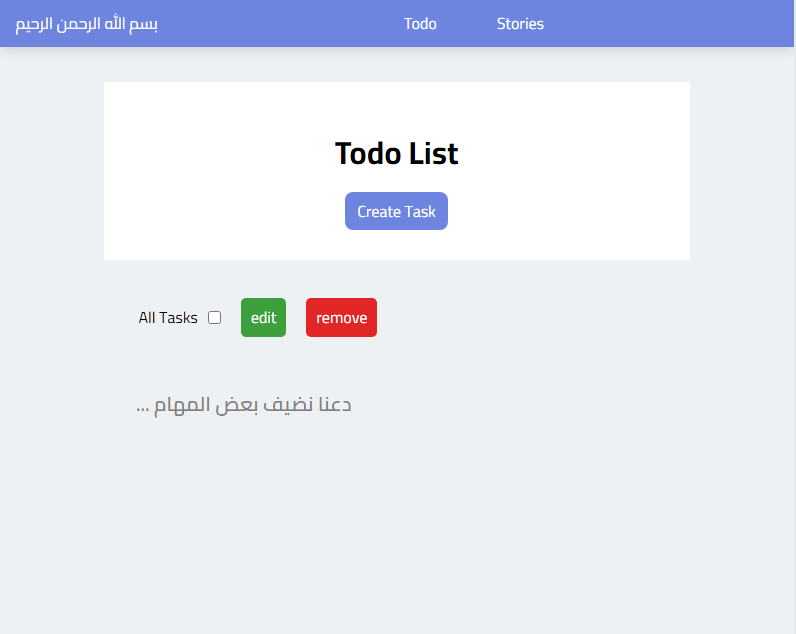 بسم الله الرحمن الرحيم
Todo
Stories
Todo List
Create Task
All Tasks
edit
remove
دعنا نضيف بعض المهام ...